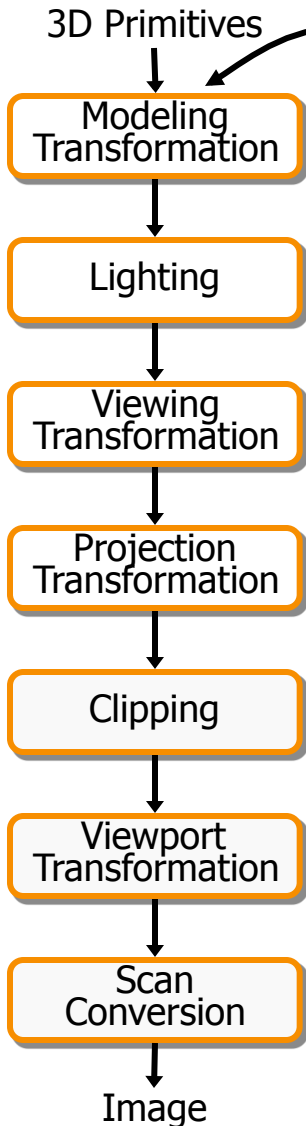 3D Primitives
Modeling
Transformation
Lighting
Viewing
Transformation
Projection
Transformation
Clipping
Viewport
Transformation
Scan
Conversion
Image